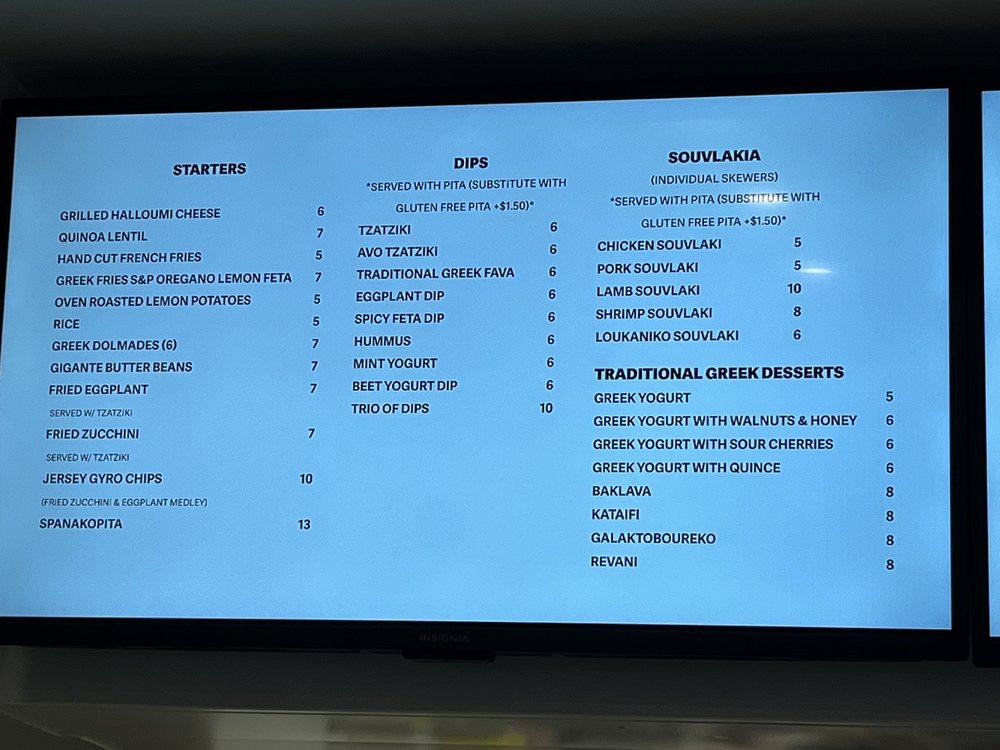 STARTERS
GRILLED HALLOUMI CHEESE 6
QUINOA LENTIL 7
HAND CUT FRENCH FRIES 5
GREEK FRIES S&P OREGANO LEMON FETA 7
OVEN ROASTED LEMON POTATOES 5
RICE 5
GREEK DOLMADES (6) 7
GIGANTE BUTTER BEANS 7
FRIED EGGPLANT 7
SERVED W/ TZATZIKI
FRIED ZUCCHINI 7
SERVED W/ TZATZIKI
JERSEY GYRO CHIPS 10
(FRIED ZUCCHINI & EGGPLANT MEDLEY)
SPANAKOPITA 13
DIPS
*SERVED WITH PITA (SUBSTITUTE WITH
GLUTEN FREE PITA +$1.50)*
TZATZIKI 6
AVO TZATZIKI 6
TRADITIONAL GREEK FAVA 6
EGGPLANT DIP 6
SPICY FETA DIP 6
HUMMUS 6
MINT YOGURT 6
BEET YOGURT DIP 6
TRIO OF DIPS 10
SOUVLAKIA
(INDIVIDUAL SKEWERS)
*SERVED WITH PITA (SUBSTITUTE WITH
GLUTEN FREE PITA +$1.50)*
CHICKEN SOUVLAKI 5
PORK SOUVLAKI 5
LAMB SOUVLAKI 10
SHRIMP SOUVLAKI 8
LOUKANIKO SOUVLAKI 6
TRADITIONAL GREEK DESSERTS
GREEK YOGURT 5
GREEK YOGURT WITH WALNUTS & HONEY 6
GREEK YOGURT WITH SOUR CHERRIES 6
GREEK YOGURT WITH QUINCE 6
BAKLAVA 8
KATAIFI 8
GALAKTOBOUREKO 8
REVANI 8
INSIGNIA